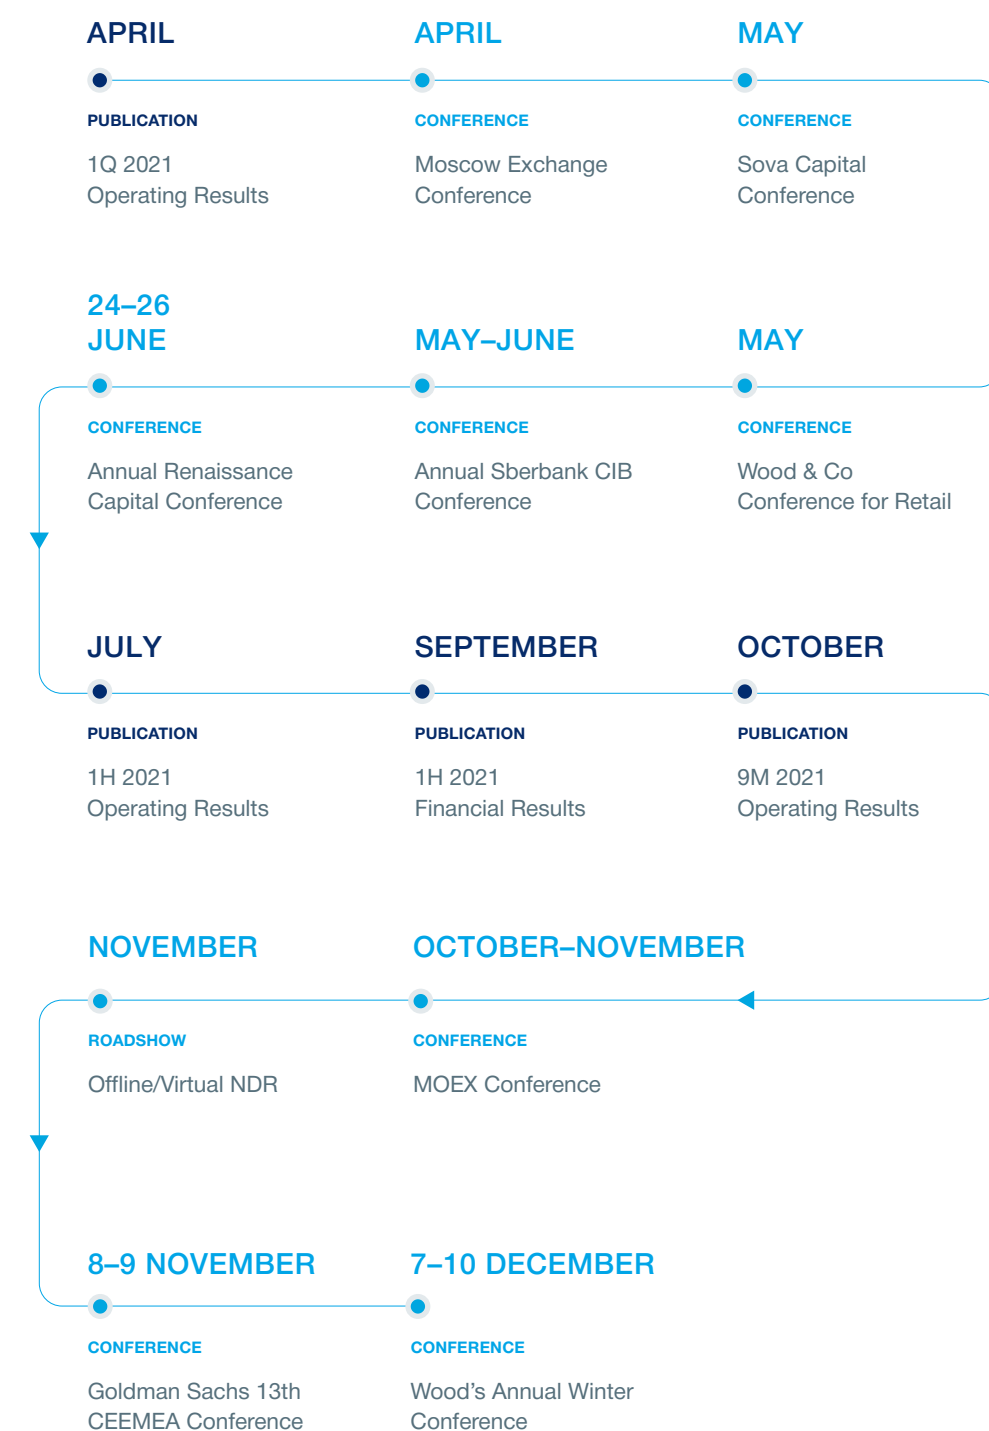 APRIL
PUBLICATION
1Q 2021
Operating Results
APRIL
CONFERENCE
Moscow Exchange
Conference
MAY
CONFERENCE
Sova Capital
Conference
24–26
JUNE
CONFERENCE
Annual Renaissance
Capital Conference
MAY–JUNE
CONFERENCE
Annual Sberbank CIB
Conference
MAY
CONFERENCE
Wood & Co
Conference for Retail
JULY
PUBLICATION
1H 2021
Operating Results
SEPTEMBER
PUBLICATION
1H 2021
Financial Results
OCTOBER
PUBLICATION
9M 2021
Operating Results
NOVEMBER
ROADSHOW
Offline/Virtual NDR
OCTOBER–NOVEMBER
CONFERENCE
MOEX Conference
8–9 NOVEMBER
CONFERENCE
Goldman Sachs 13th
CEEMEA Conference
7–10 DECEMBER
CONFERENCE
Wood’s Annual Winter
Conference